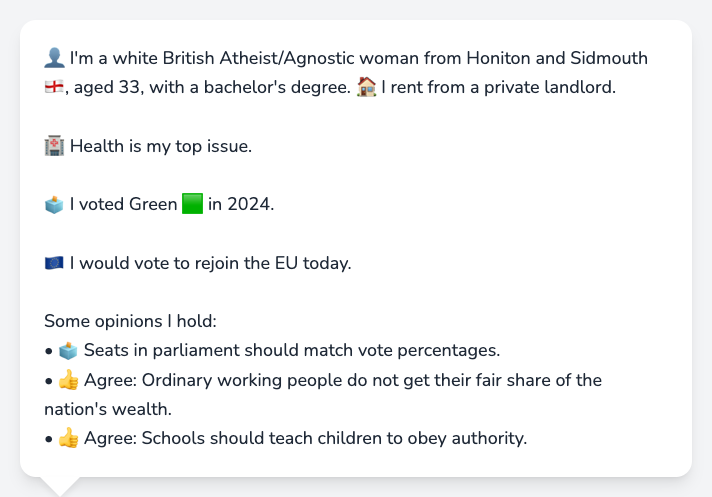 👤 I'm a white British Atheist/Agnostic woman from Honiton and Sidmouth
🏴󠁧󠁢󠁥󠁮󠁧󠁿, aged 33, with a bachelor's degree. 🏠 I rent from a private landlord.
🏥 Health is my top issue.
🗳️ I voted Green 🟩 in 2024.
🇪🇺 I would vote to rejoin the EU today.
Some opinions I hold:
• 🗳️ Seats in parliament should match vote percentages.
• 👍 Agree: Ordinary working people do not get their fair share of the
nation's wealth.
• 👍 Agree: Schools should teach children to obey authority.